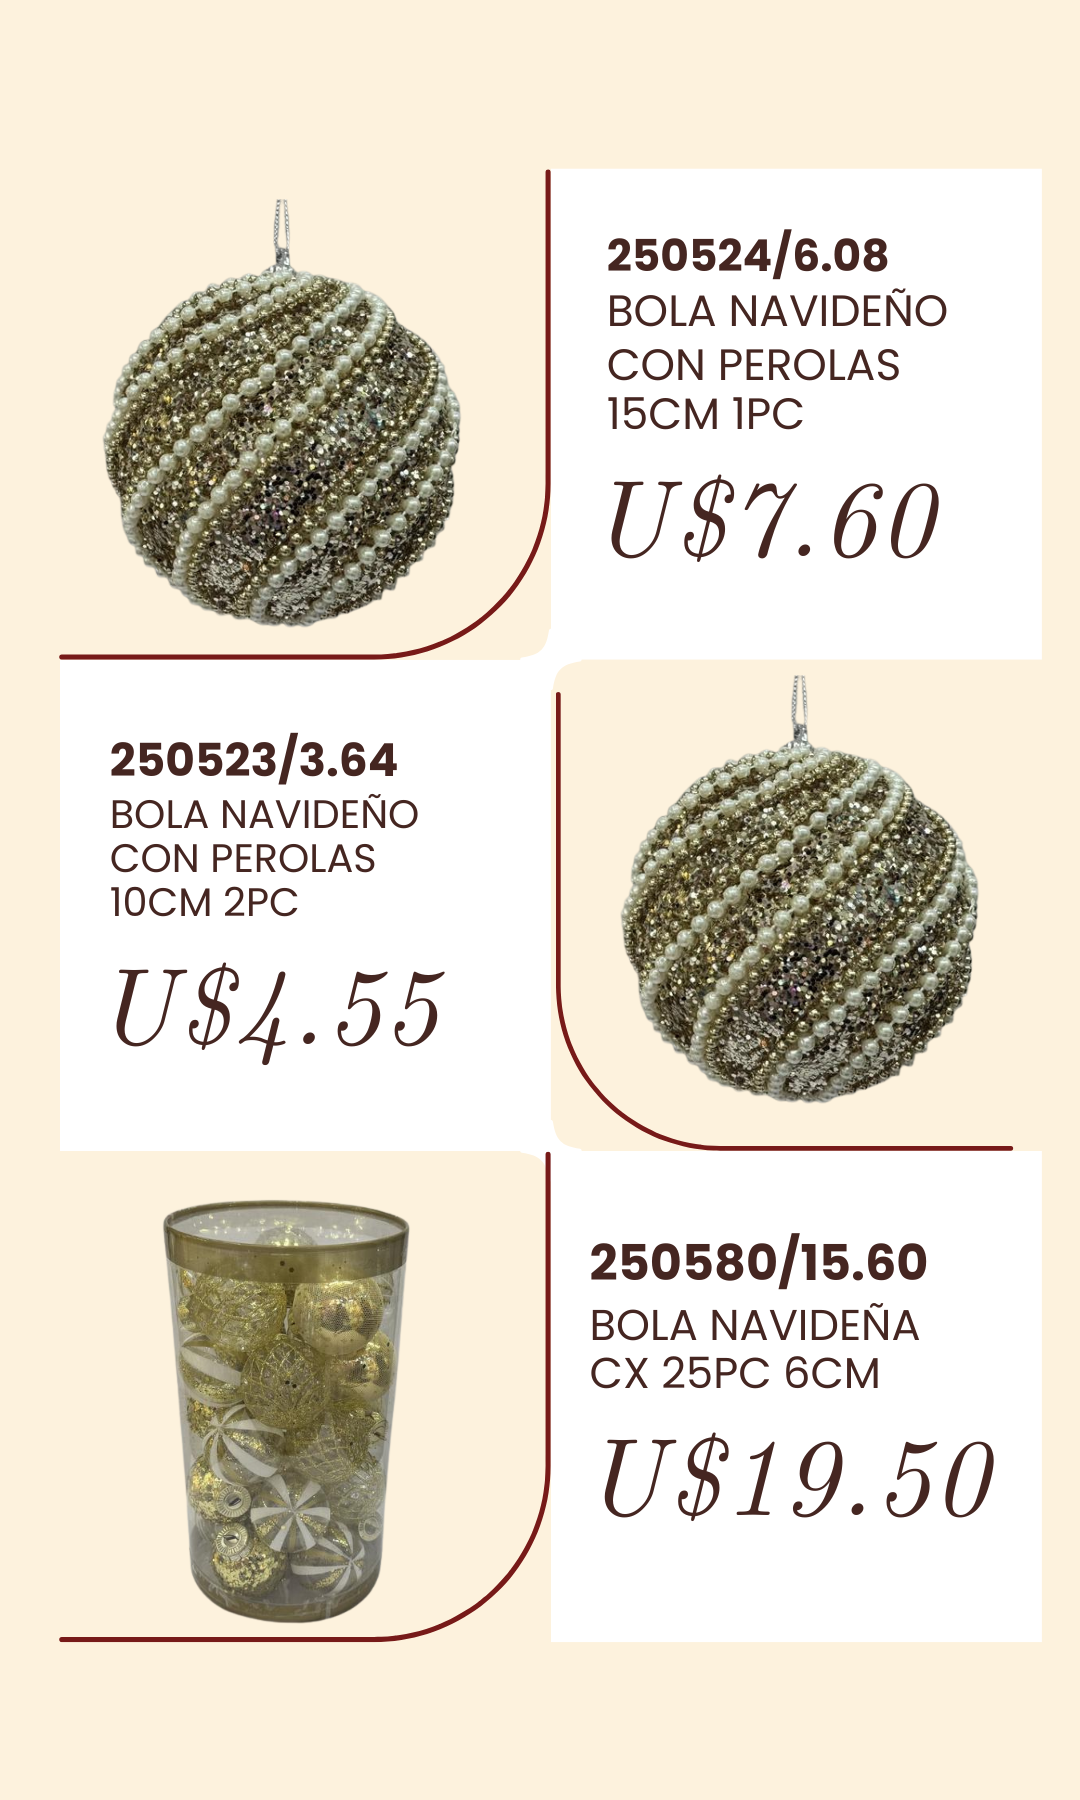 250524/6.08
BOLA NAVIDEÑO
CON PEROLAS
15CM 1PC
U$7.60
250523/3.64
BOLA NAVIDEÑO
CON PEROLAS
10CM 2PC
U$4.55
250580/15.60
BOLA NAVIDEÑA
CX 25PC 6CM
U$19.50